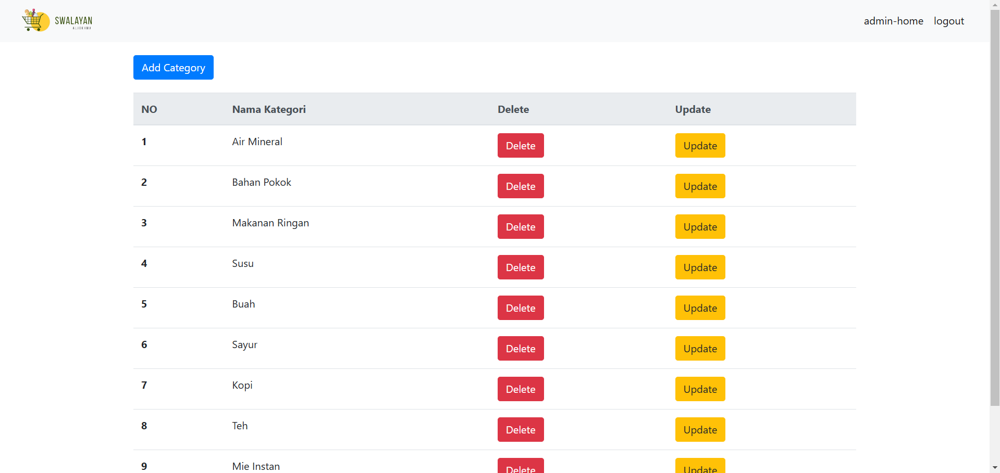 SWALAYAN
ALJOKHMA
admin-home logout
Add Category
NO Nama Kategori Delete Update
1 Air Mineral Delete Update
2 Bahan Pokok Delete Update
3 Makanan Ringan Delete Update
4 Susu Delete Update
5 Buah Delete Update
6 Sayur Delete Update
7 Kopi Delete Update
8 Teh Delete Update
9 Mie Instan Delete Update